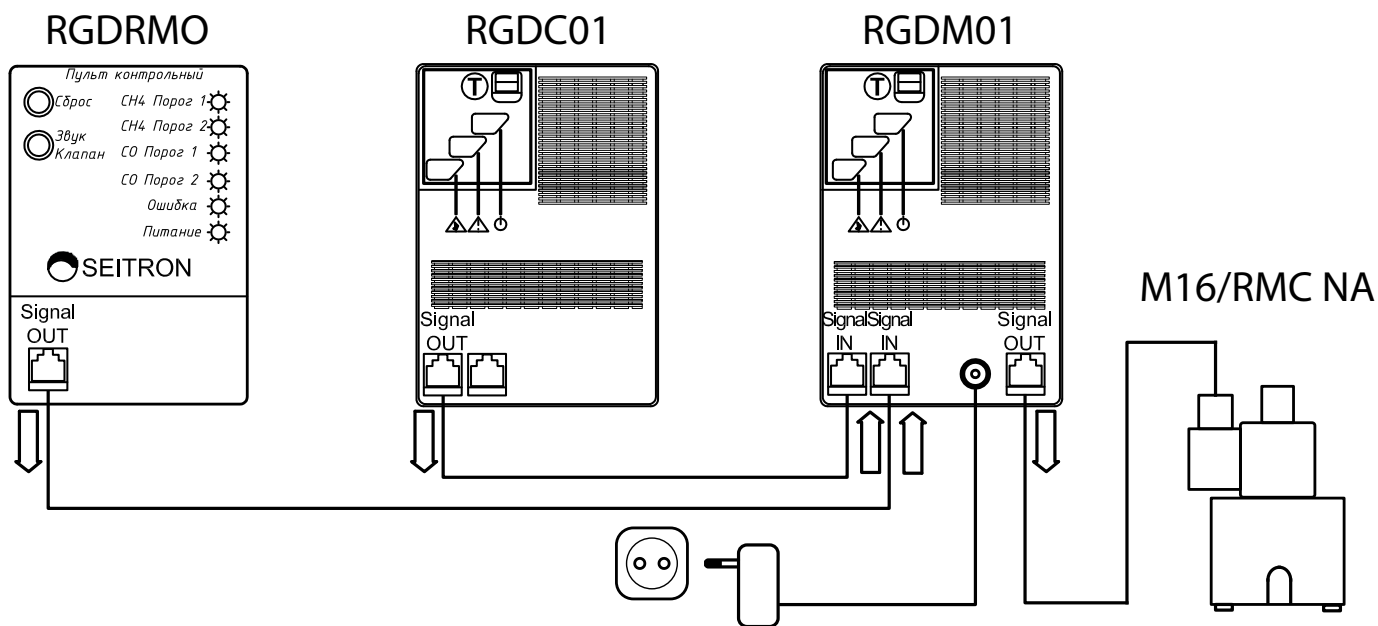 RGDRMO
Пульт контрольный
Сброс
Звук
Клапан
CH4 Порог 1
CH4 Порог 2
CO Порог 1
CO Порог 2
Ошибка
Питание
SEITRON
Signal
OUT
RGDC01
T
Signal
OUT
RGDM01
T
Signal Signal
IN IN
Signal
OUT
M16/RMC NA